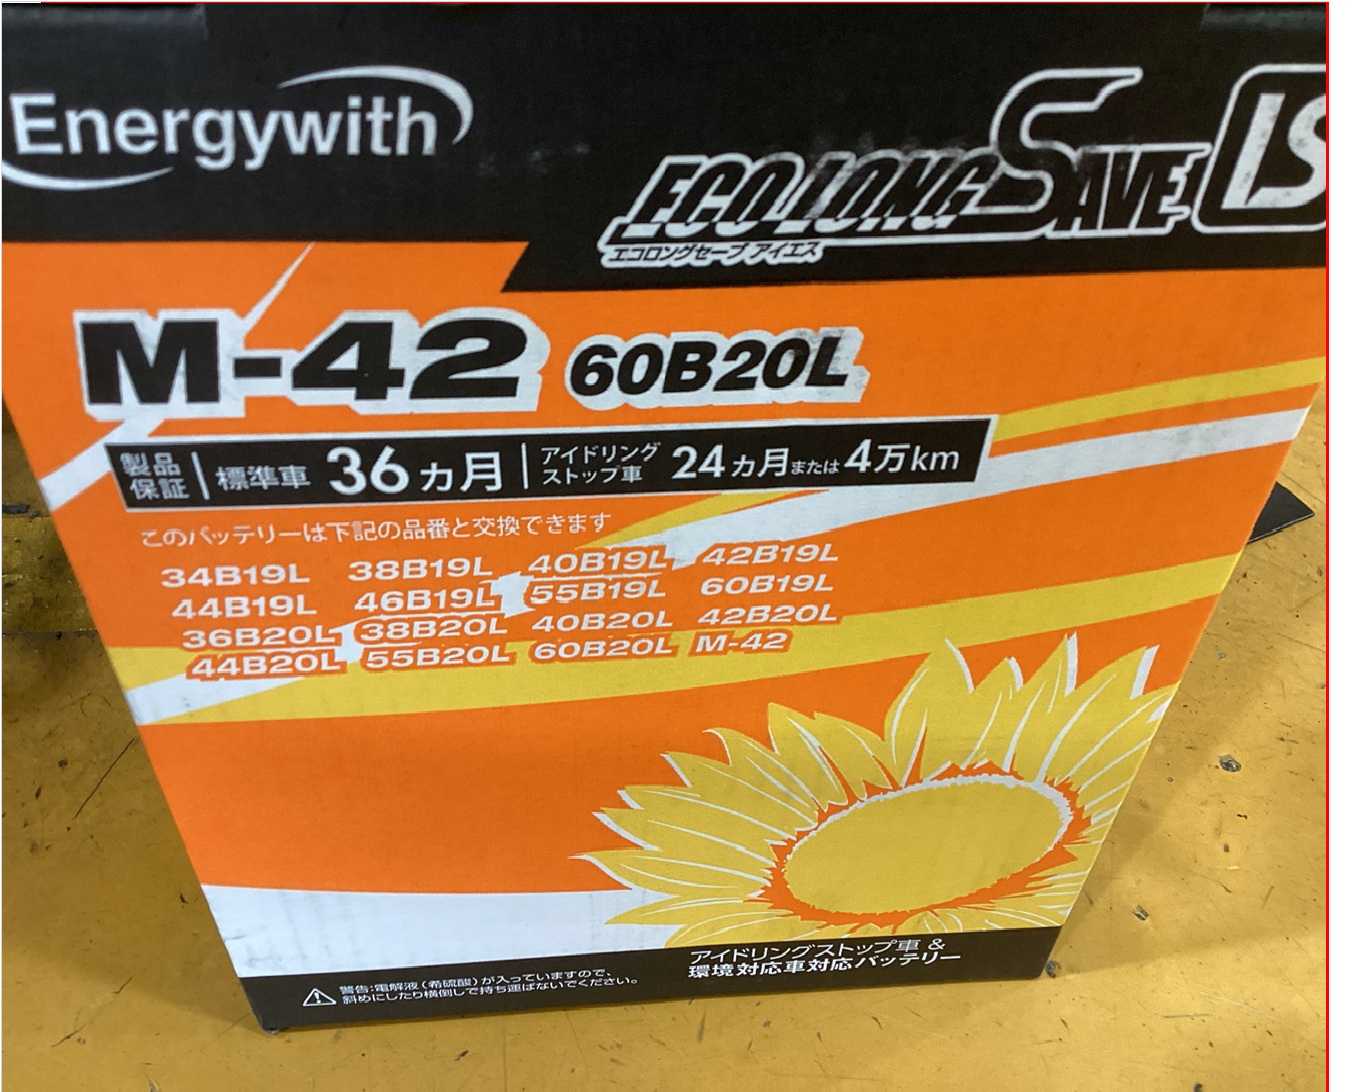 Energywith
ECO LONG SAVE IS
エコロングセーブ アイエス
M-42 60B20L
製品保証 標準車 36カ月 アイドリングストップ車 24カ月または4万km
このバッテリーは下記の品番と交換できます
34B19L 38B19L 40B19L 42B19L
44B19L 46B19L 55B19L 60B19L
36B20L 38B20L 40B20L 42B20L
44B20L 55B20L 60B20L M-42
アイドリングストップ車 &
環境対応車対応バッテリー
警告:電解液(希硫酸)が入っていますので、
斜めにしたり横倒しで持ち運ばないでください。